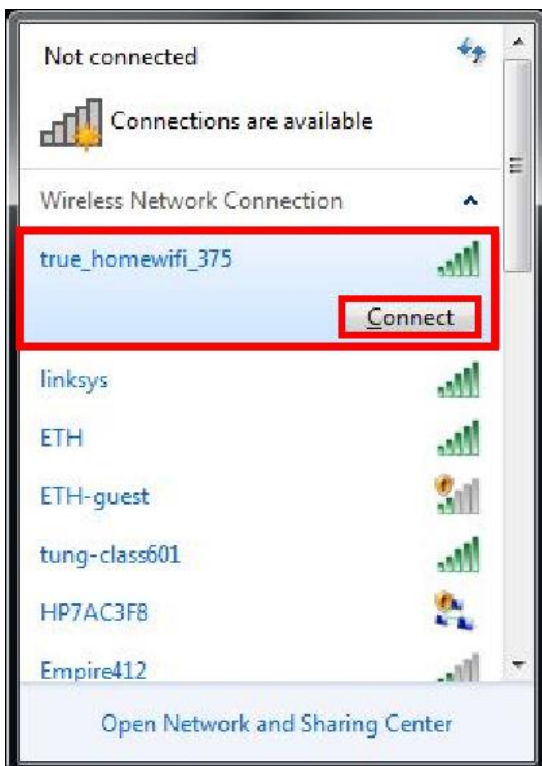 Not connected
Connections are available
Wireless Network Connection
true_homewifi_375
Connect
linksys
ETH
ETH-guest
tung-class601
HP7AC3F8
Empire412
Open Network and Sharing Center